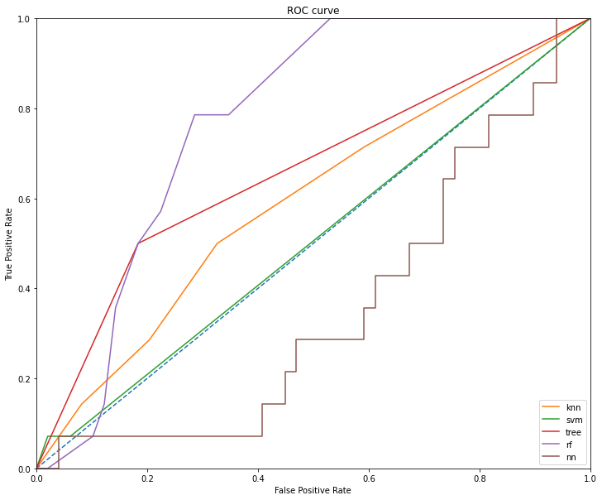 ROC curve
True Positive Rate
1.0
0.8
0.6
0.4
0.2
0.0
0.0 0.2 0.4 0.6 0.8 1.0
False Positive Rate
knn
svm
tree
rf
nn